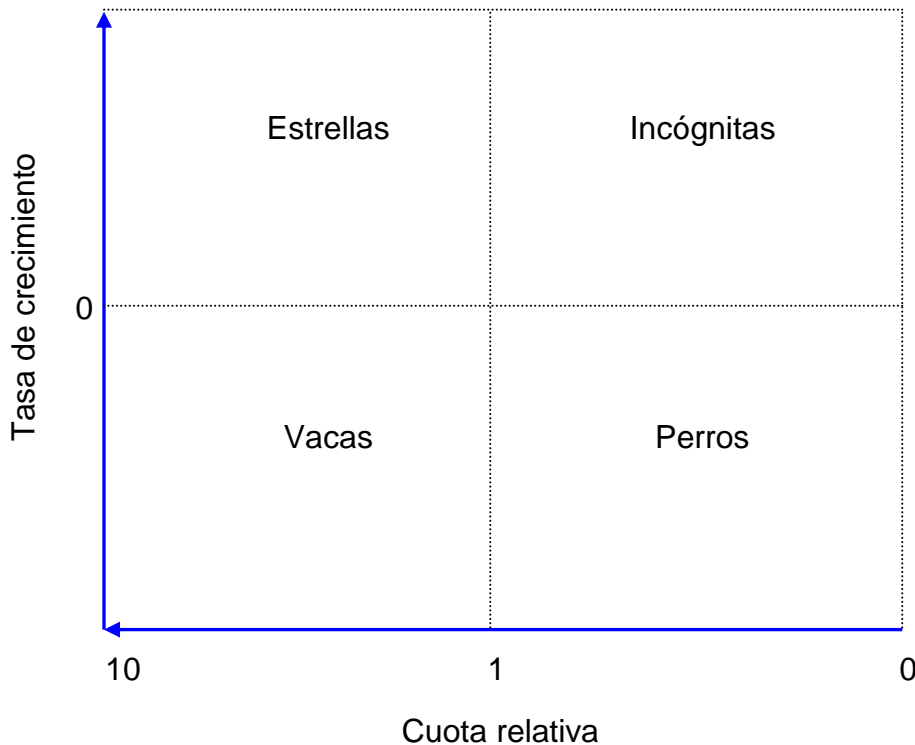 Estrellas
Incógnitas
Tasa de crecimiento
0
Vacas
Perros
10
1
0
Cuota relativa